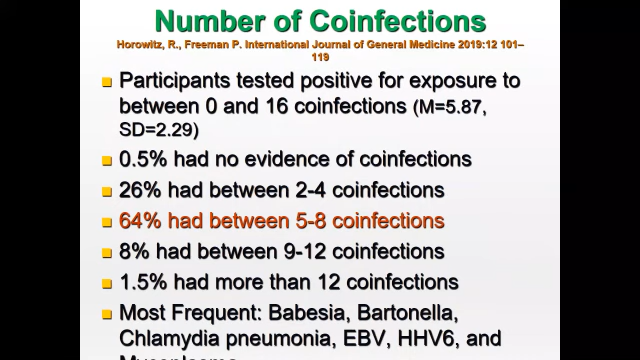 Number of Coinfections
Horowitz, R., Freeman P. International Journal of General Medicine 2019:12 101–
119
Participants tested positive for exposure to
between 0 and 16 coinfections (M=5.87,
SD=2.29)
0.5% had no evidence of coinfections
26% had between 2-4 coinfections
64% had between 5-8 coinfections
8% had between 9-12 coinfections
1.5% had more than 12 coinfections
Most Frequent: Babesia, Bartonella,
Chlamydia pneumonia, EBV, HHV6, and